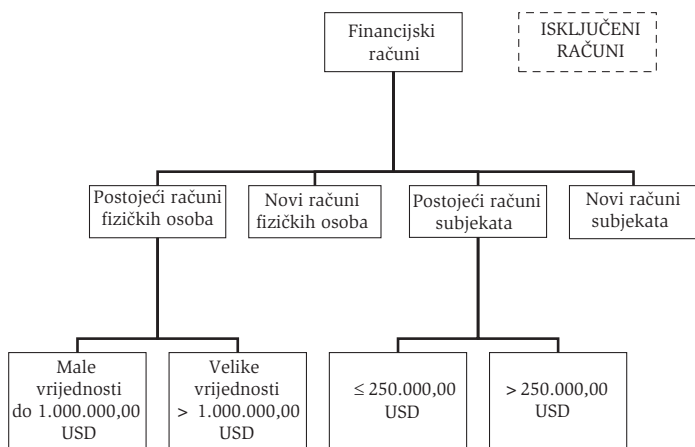 Financijski
računi
ISKLJUČENI
RAČUNI
Postojeći računi
fizičkih osoba
Novi računi
fizičkih osoba
Postojeći računi
subjekata
Novi računi
subjekata
Male
vrijednosti
do 1.000.000,00
USD
Velike
vrijednosti
> 1.000.000,00
USD
≤ 250.000,00
USD
> 250.000,00
USD